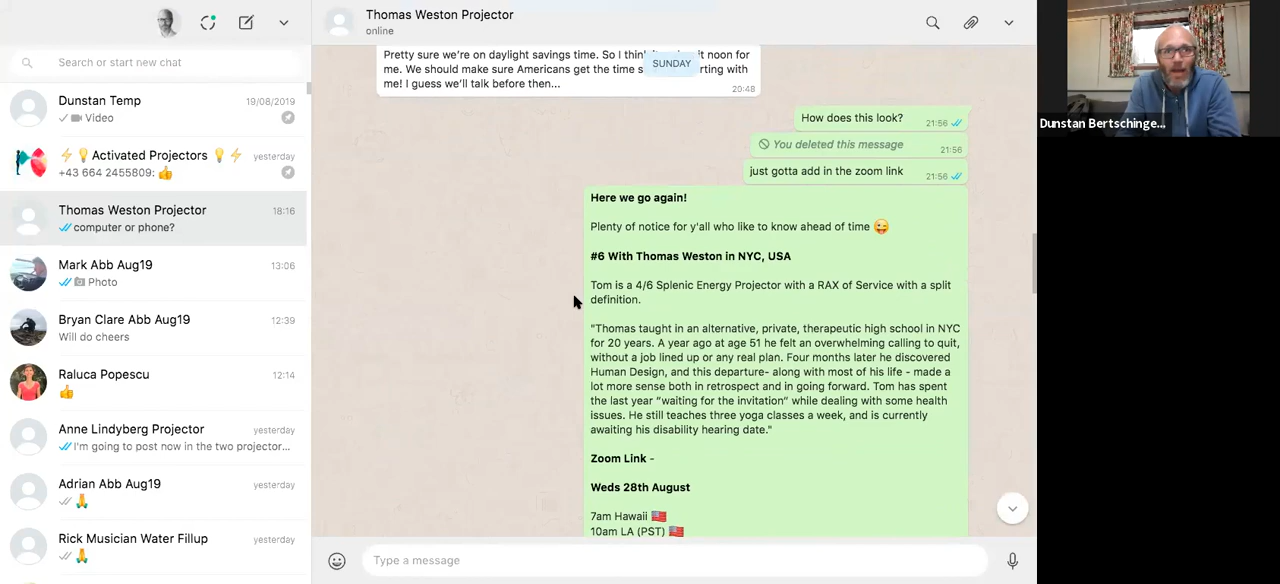 Search or start new chat
Dunstan Temp
19/08/2019
Video
⚡💡Activated Projectors 💡⚡
yesterday
+43 664 2455809: 👍
Thomas Weston Projector
18:16
computer or phone?
Mark Abb Aug19
13:06
Photo
Bryan Clare Abb Aug19
12:39
Will do cheers
Raluca Popescu
12:14
👍
Anne Lindyberg Projector
yesterday
I'm going to post now in the two projector...
Adrian Abb Aug19
yesterday
🙏
Rick Musician Water Fillup
yesterday
🙏
Thomas Weston Projector
online
Pretty sure we're on daylight savings time. So I noon for
SUNDAY
me. We should make sure Americans get the time with
me! I guess we'll talk before then...
20:48
How does this look?
21:56
You deleted this message
21:56
just gotta add in the zoom link
21:56
Here we go again!
Plenty of notice for y'all who like to know ahead of time 😜
#6 With Thomas Weston in NYC, USA
Tom is a 4/6 Splenic Energy Projector with a RAX of Service with a split
definition.
"Thomas taught in an alternative, private, therapeutic high school in NYC
for 20 years. A year ago at age 51 he felt an overwhelming calling to quit,
without a job lined up or any real plan. Four months later he discovered
Human Design, and this departure- along with most of his life - made a
lot more sense both in retrospect and in going forward. Tom has spent
the last year "waiting for the invitation" while dealing with some health
issues. He still teaches three yoga classes a week, and is currently
awaiting his disability hearing date."
Zoom Link -
Weds 28th August
7am Hawaii 🇺🇸
10am LA (PST) 🇺🇸
Type a message
Dunstan Bertschinge...